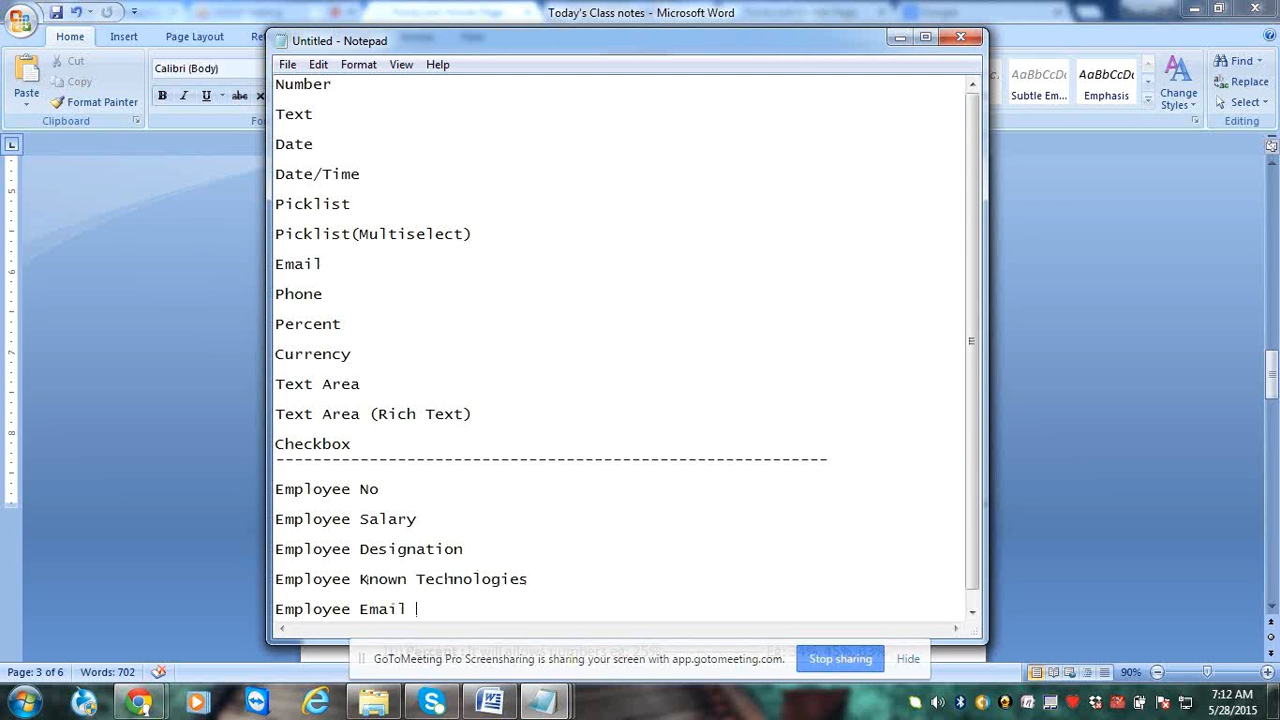 Today's Class notes - Microsoft Word
Home Insert Page Layout
Cut
Copy
Paste
Format Painter
Clipboard
Calibri (Body)
B I U abc
AaBbCcDc AaBbCcDc
Subtle Em... Emphasis
Change
Styles
Find
Replace
Select
Editing
Untitled - Notepad
File Edit Format View Help
Number
Text
Date
Date/Time
Picklist
Picklist(Multiselect)
Email
Phone
Percent
Currency
Text Area
Text Area (Rich Text)
Checkbox
-----------------------------------------------------------
Employee No
Employee Salary
Employee Designation
Employee Known Technologies
Employee Email
GoToMeeting Pro Screensharing is sharing your screen with app.gotomeeting.com.
Stop sharing
Hide
Page: 3 of 6 Words: 702
90%
7:12 AM
5/28/2015